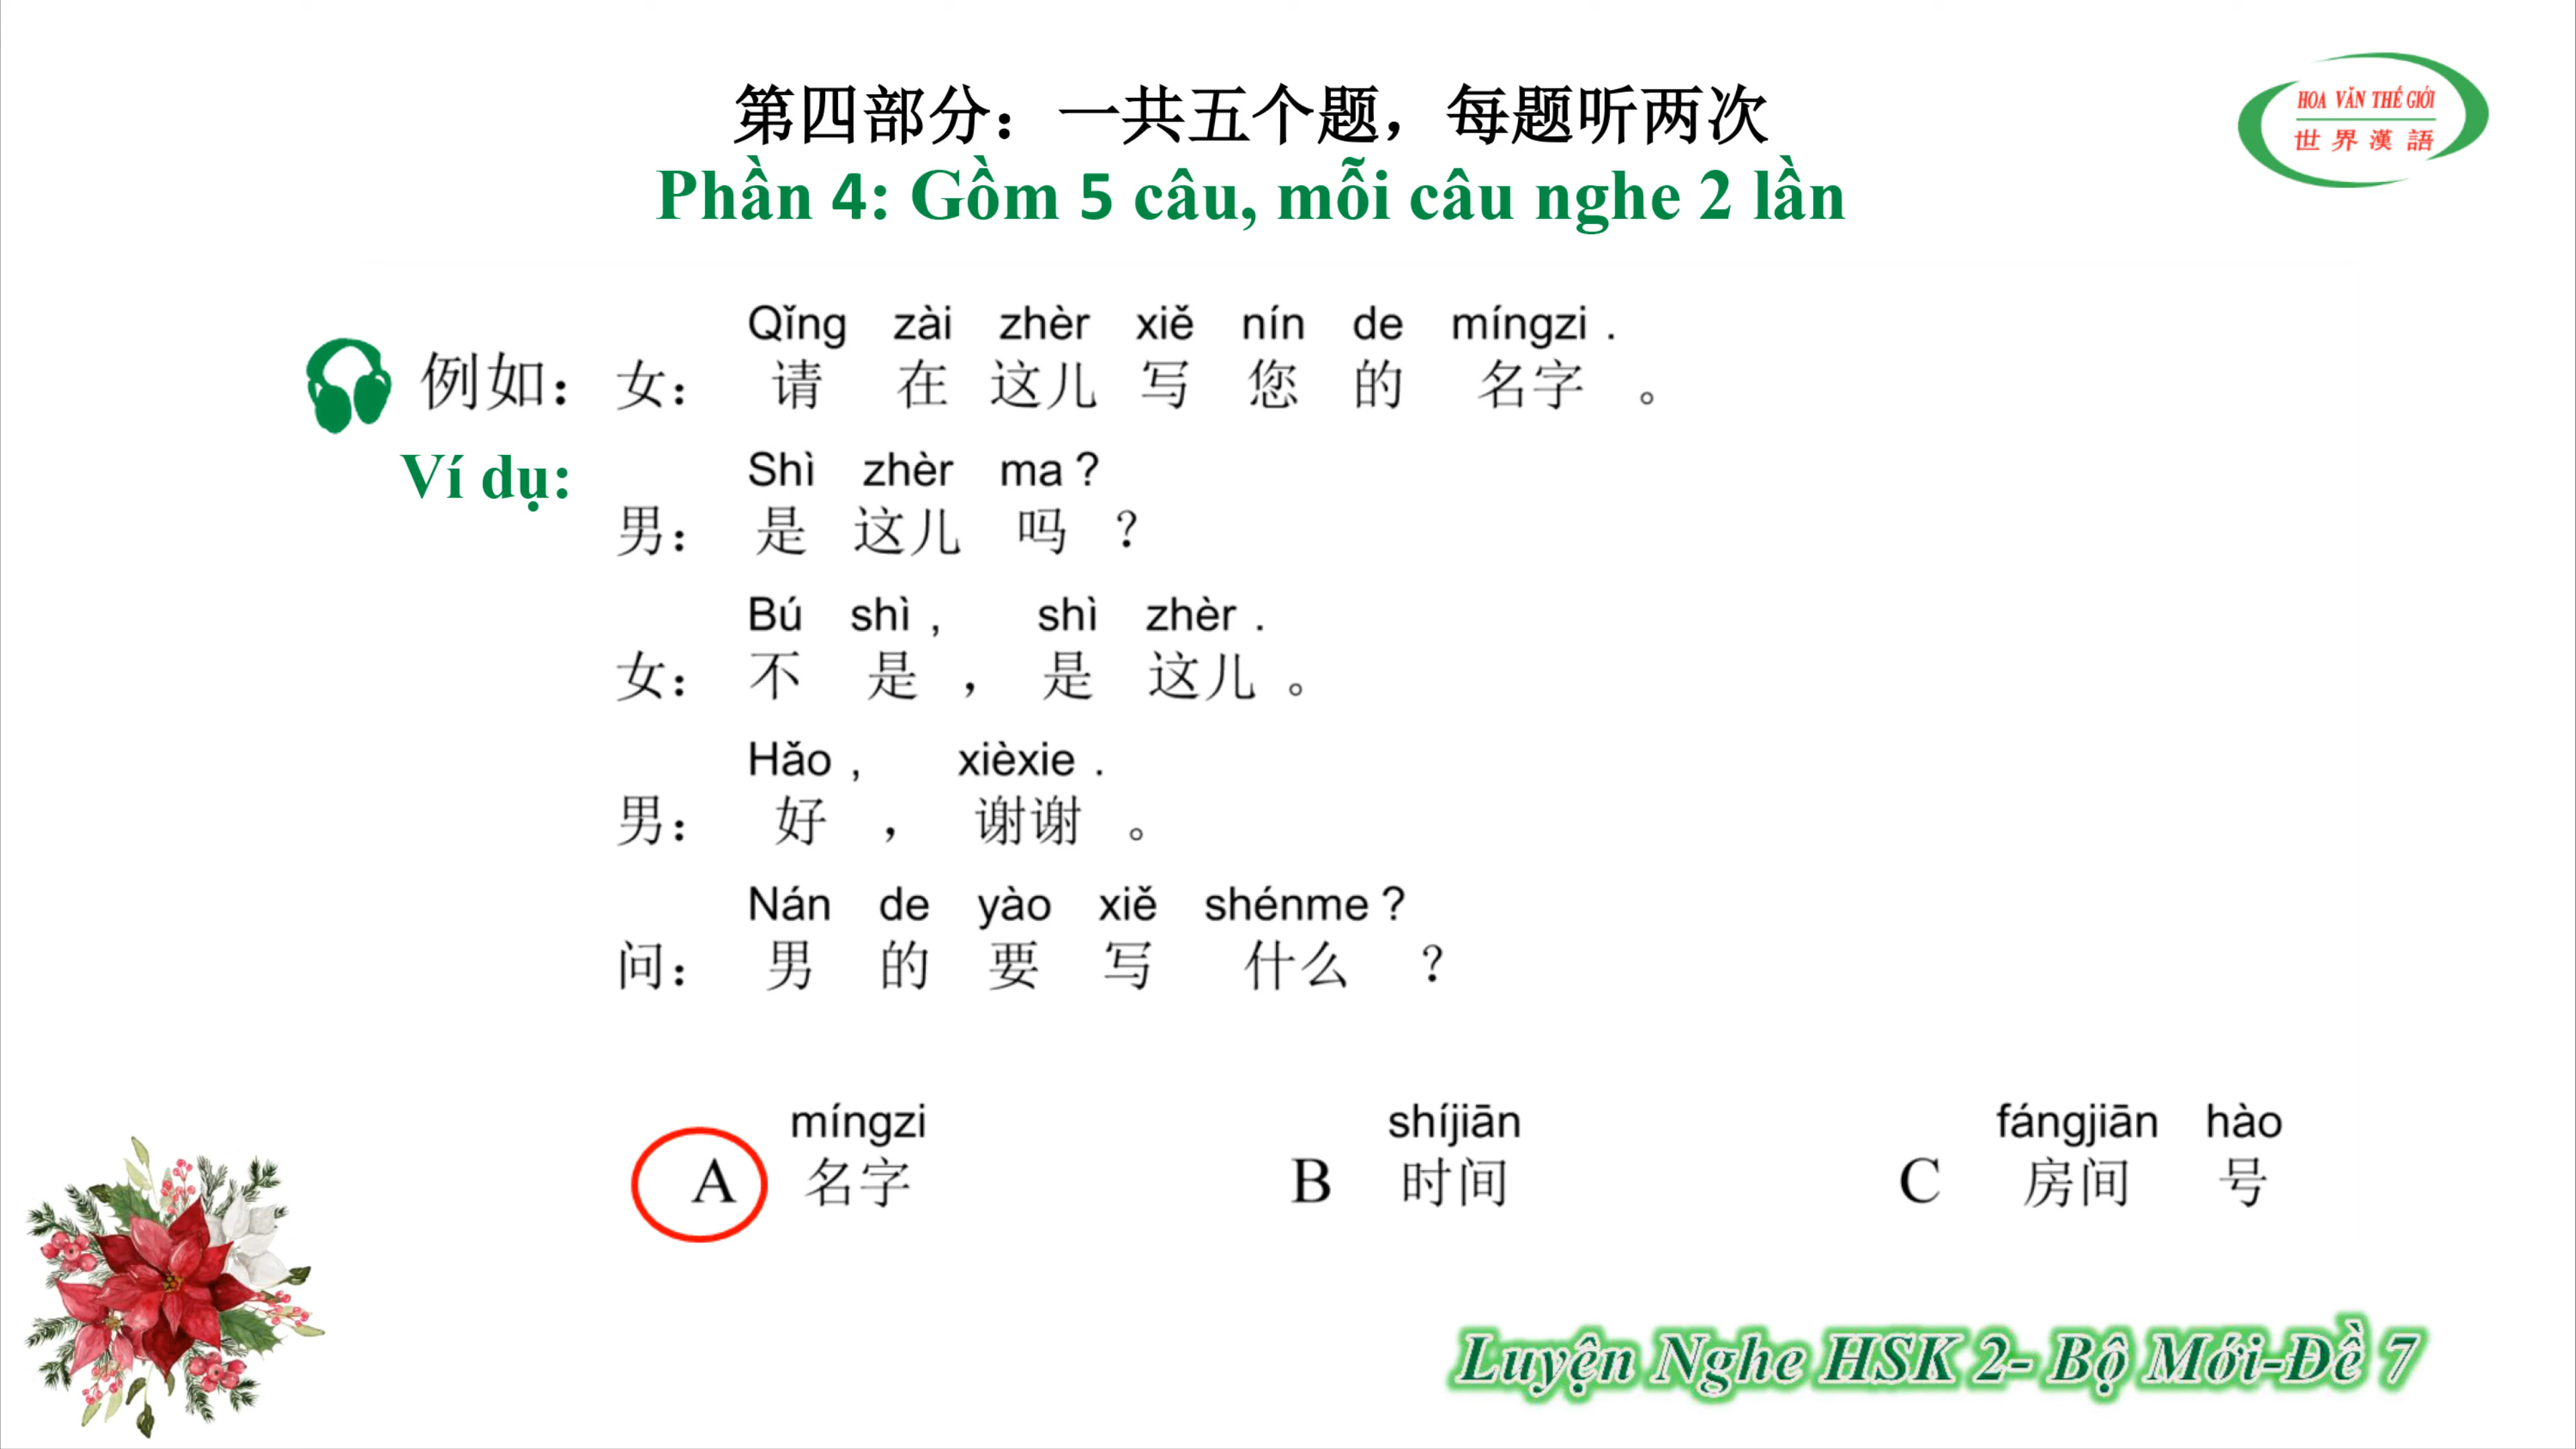 第四部分：一共五个题，每题听两次
HOA VĂN THẾ GIỚI
世界漢語
Phần 4: Gồm 5 câu, mỗi câu nghe 2 lần
Qǐng zài zhèr xiě nín de míngzi .
例如：女： 请 在 这儿 写 您 的 名字 。
Ví dụ:
Shì zhèr ma ?
男： 是 这儿 吗 ？
Bú shì , shì zhèr .
女： 不 是 ， 是 这儿 。
Hǎo , xièxie .
男： 好 ， 谢谢 。
Nán de yào xiě shénme ?
问： 男 的 要 写 什么 ？
míngzi shíjiān fángjiān hào
A 名字 B 时间 C 房间 号
Luyện Nghe HSK 2- Bộ Mới-Đề 7